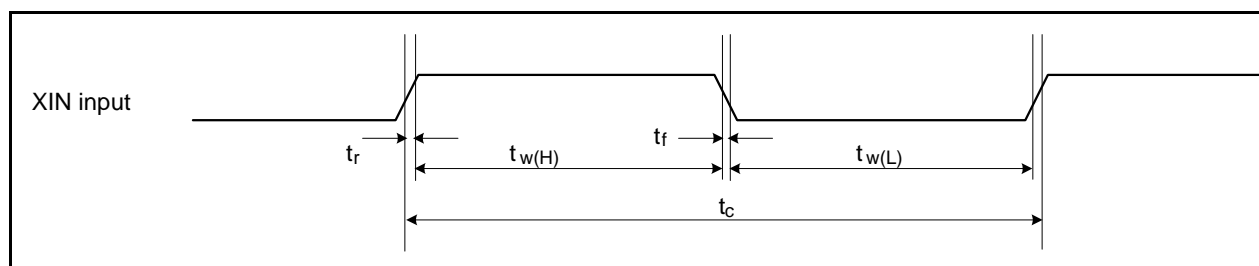 XIN input
tr
tw(H)
tf
tw(L)
tc